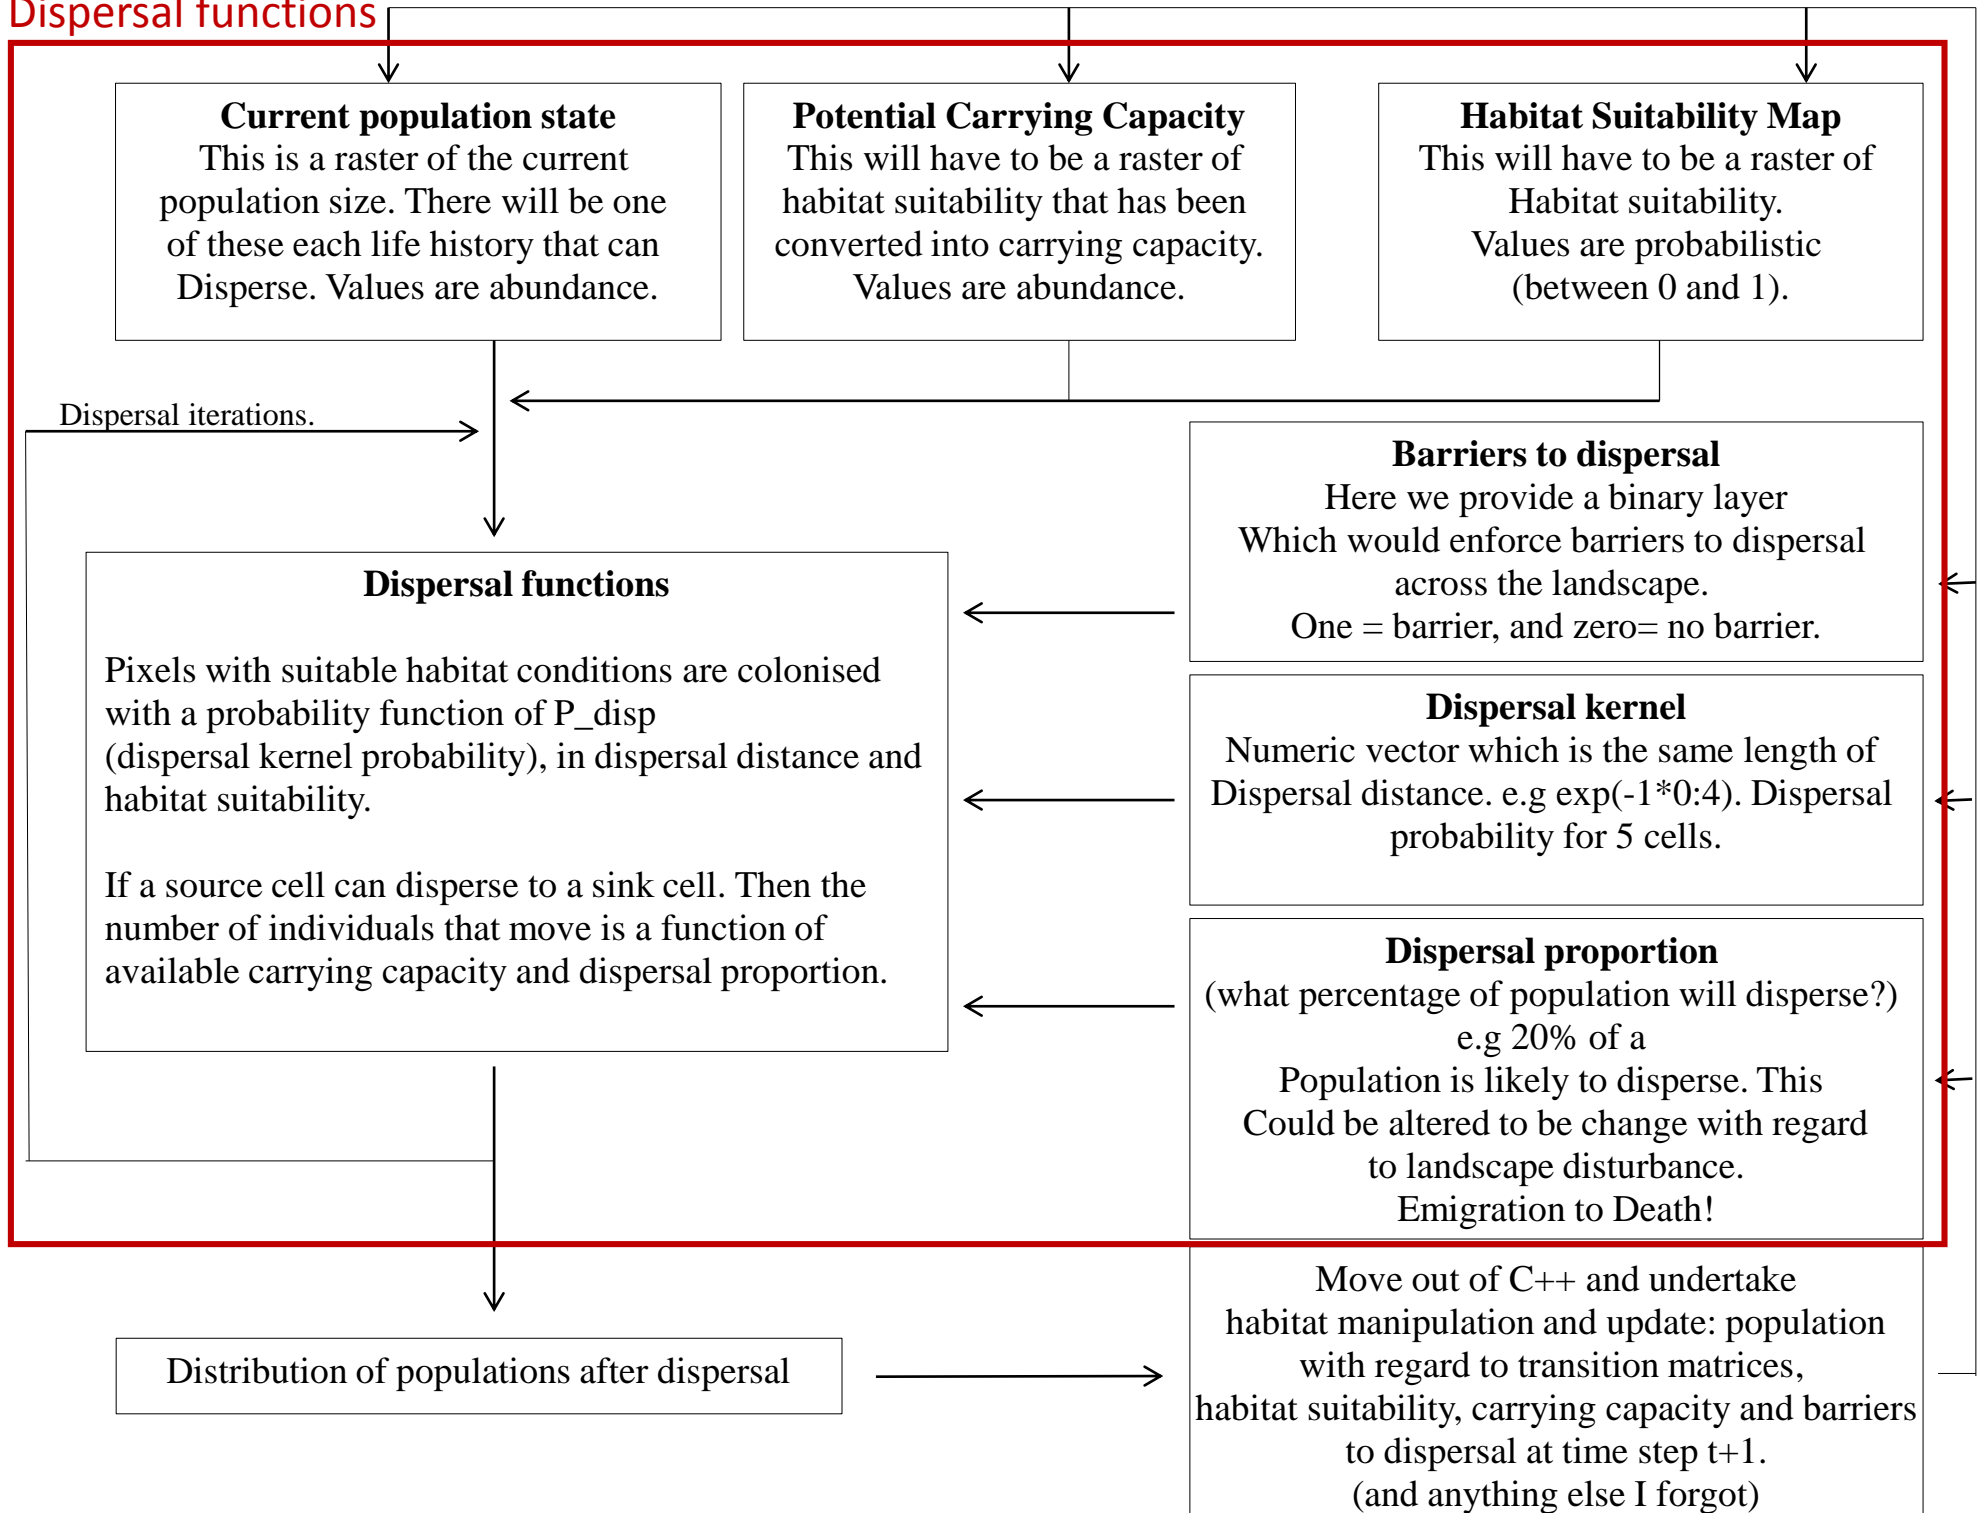 Dispersal functions
Current population state
This is a raster of the current
population size. There will be one
of these each life history that can
Disperse. Values are abundance.
Potential Carrying Capacity
This will have to be a raster of
habitat suitability that has been
converted into carrying capacity.
Values are abundance.
Habitat Suitability Map
This will have to be a raster of
Habitat suitability.
Values are probabilistic
(between 0 and 1).
Dispersal iterations.
Barriers to dispersal
Here we provide a binary layer
Which would enforce barriers to dispersal
across the landscape.
One = barrier, and zero= no barrier.
Dispersal functions
Pixels with suitable habitat conditions are colonised
with a probability function of P_disp
(dispersal kernel probability), in dispersal distance and
habitat suitability.
If a source cell can disperse to a sink cell. Then the
number of individuals that move is a function of
available carrying capacity and dispersal proportion.
Dispersal kernel
Numeric vector which is the same length of
Dispersal distance. e.g exp(-1*0:4). Dispersal
probability for 5 cells.
Dispersal proportion
(what percentage of population will disperse?)
e.g 20% of a
Population is likely to disperse. This
Could be altered to be change with regard
to landscape disturbance.
Emigration to Death!
Distribution of populations after dispersal
Move out of C++ and undertake
habitat manipulation and update: population
with regard to transition matrices,
habitat suitability, carrying capacity and barriers
to dispersal at time step t+1.
(and anything else I forgot)